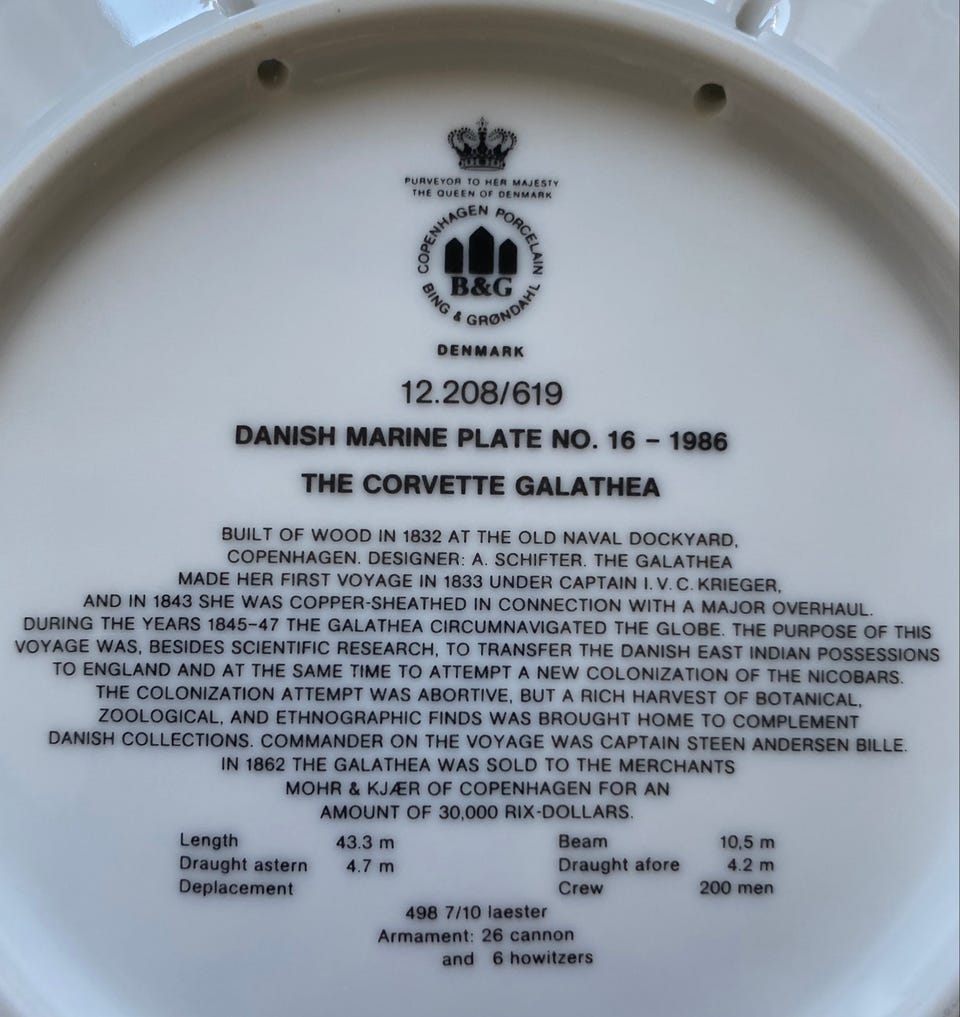 PURVEYOR TO HER MAJESTY
THE QUEEN OF DENMARK
COPENHAGEN PORCELAIN
B&G
BING & GRØNDAHL
DENMARK
12.208/619
DANISH MARINE PLATE NO. 16 – 1986
THE CORVETTE GALATHEA
BUILT OF WOOD IN 1832 AT THE OLD NAVAL DOCKYARD,
COPENHAGEN. DESIGNER: A. SCHIFTER. THE GALATHEA
MADE HER FIRST VOYAGE IN 1833 UNDER CAPTAIN I. V. C. KRIEGER,
AND IN 1843 SHE WAS COPPER-SHEATHED IN CONNECTION WITH A MAJOR OVERHAUL.
DURING THE YEARS 1845–47 THE GALATHEA CIRCUMNAVIGATED THE GLOBE. THE PURPOSE OF THIS
VOYAGE WAS, BESIDES SCIENTIFIC RESEARCH, TO TRANSFER THE DANISH EAST INDIAN POSSESSIONS
TO ENGLAND AND AT THE SAME TIME TO ATTEMPT A NEW COLONIZATION OF THE NICOBARS.
THE COLONIZATION ATTEMPT WAS ABORTIVE, BUT A RICH HARVEST OF BOTANICAL,
ZOOLOGICAL, AND ETHNOGRAPHIC FINDS WAS BROUGHT HOME TO COMPLEMENT
DANISH COLLECTIONS. COMMANDER ON THE VOYAGE WAS CAPTAIN STEEN ANDERSEN BILLE.
IN 1862 THE GALATHEA WAS SOLD TO THE MERCHANTS
MOHR & KJÆR OF COPENHAGEN FOR AN
AMOUNT OF 30,000 RIX-DOLLARS.
Length 43.3 m Beam 10,5 m
Draught astern 4.7 m Draught afore 4.2 m
Deplacement Crew 200 men
498 7/10 laester
Armament: 26 cannon
and 6 howitzers